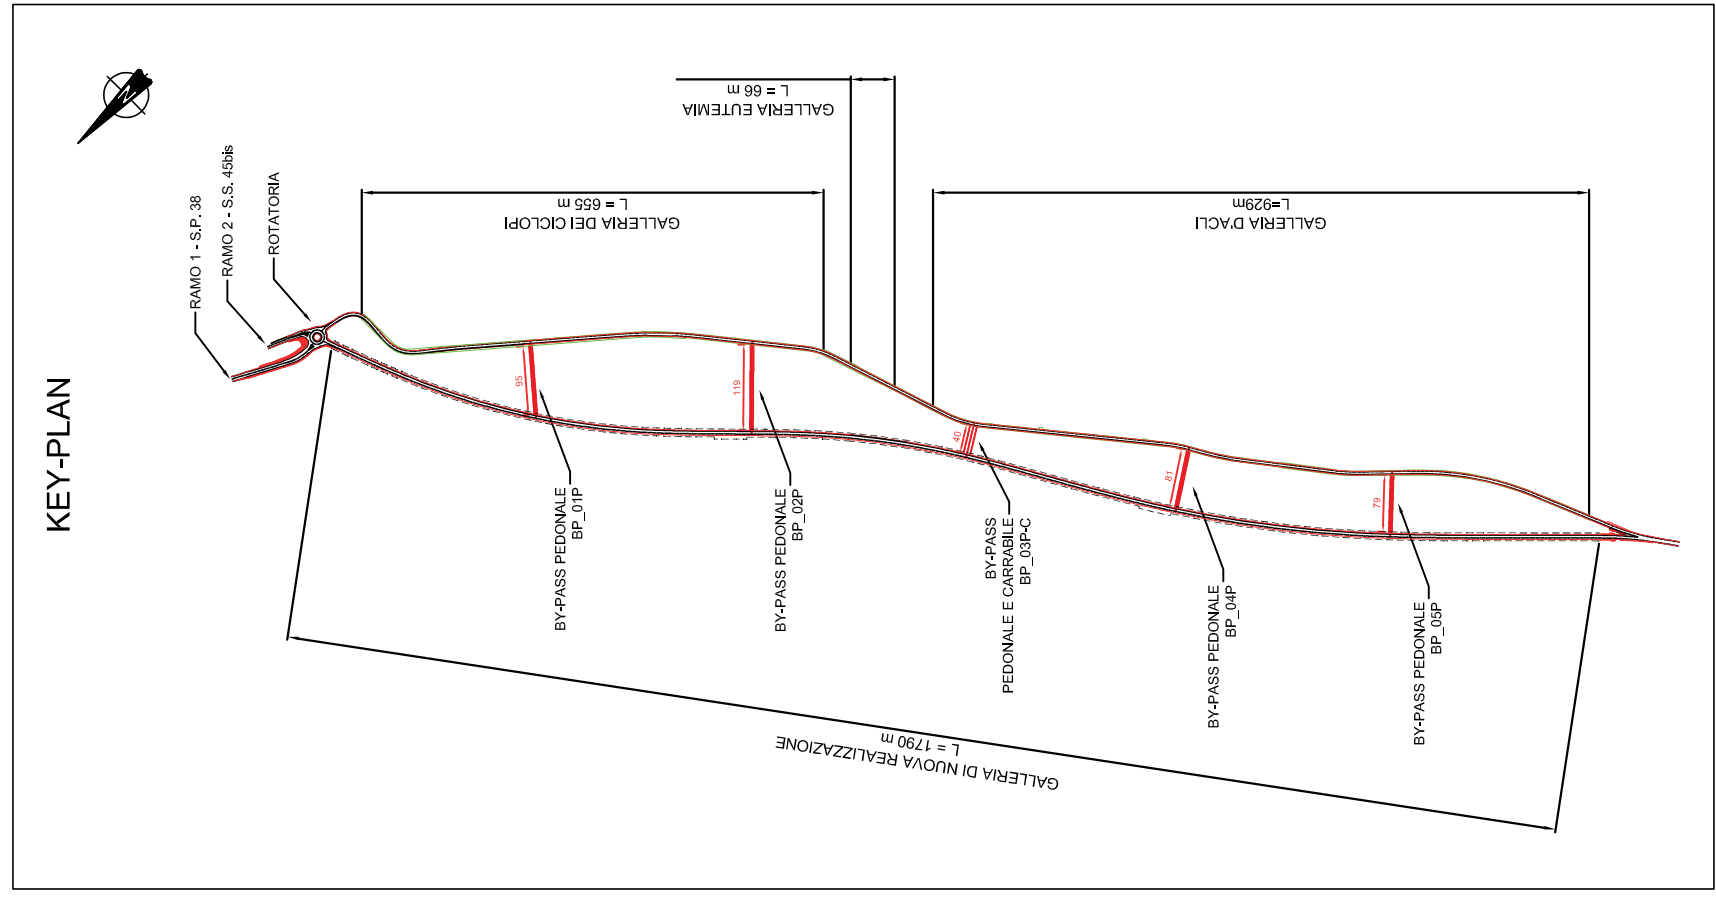 KEY-PLAN
N
RAMO 1 - S.P. 38
RAMO 2 - S.S. 45bis
ROTATORIA
GALLERIA DEI CICLOPI
L = 655 m
GALLERIA EUTEMIA
L = 66 m
GALLERIA D'ACLI
L=929m
95
119
40
81
79
BY-PASS PEDONALE
BP_01P
BY-PASS PEDONALE
BP_02P
BY-PASS
PEDONALE E CARRABILE
BP_03P-C
BY-PASS PEDONALE
BP_04P
BY-PASS PEDONALE
BP_05P
GALLERIA DI NUOVA REALIZZAZIONE
L = 1790 m